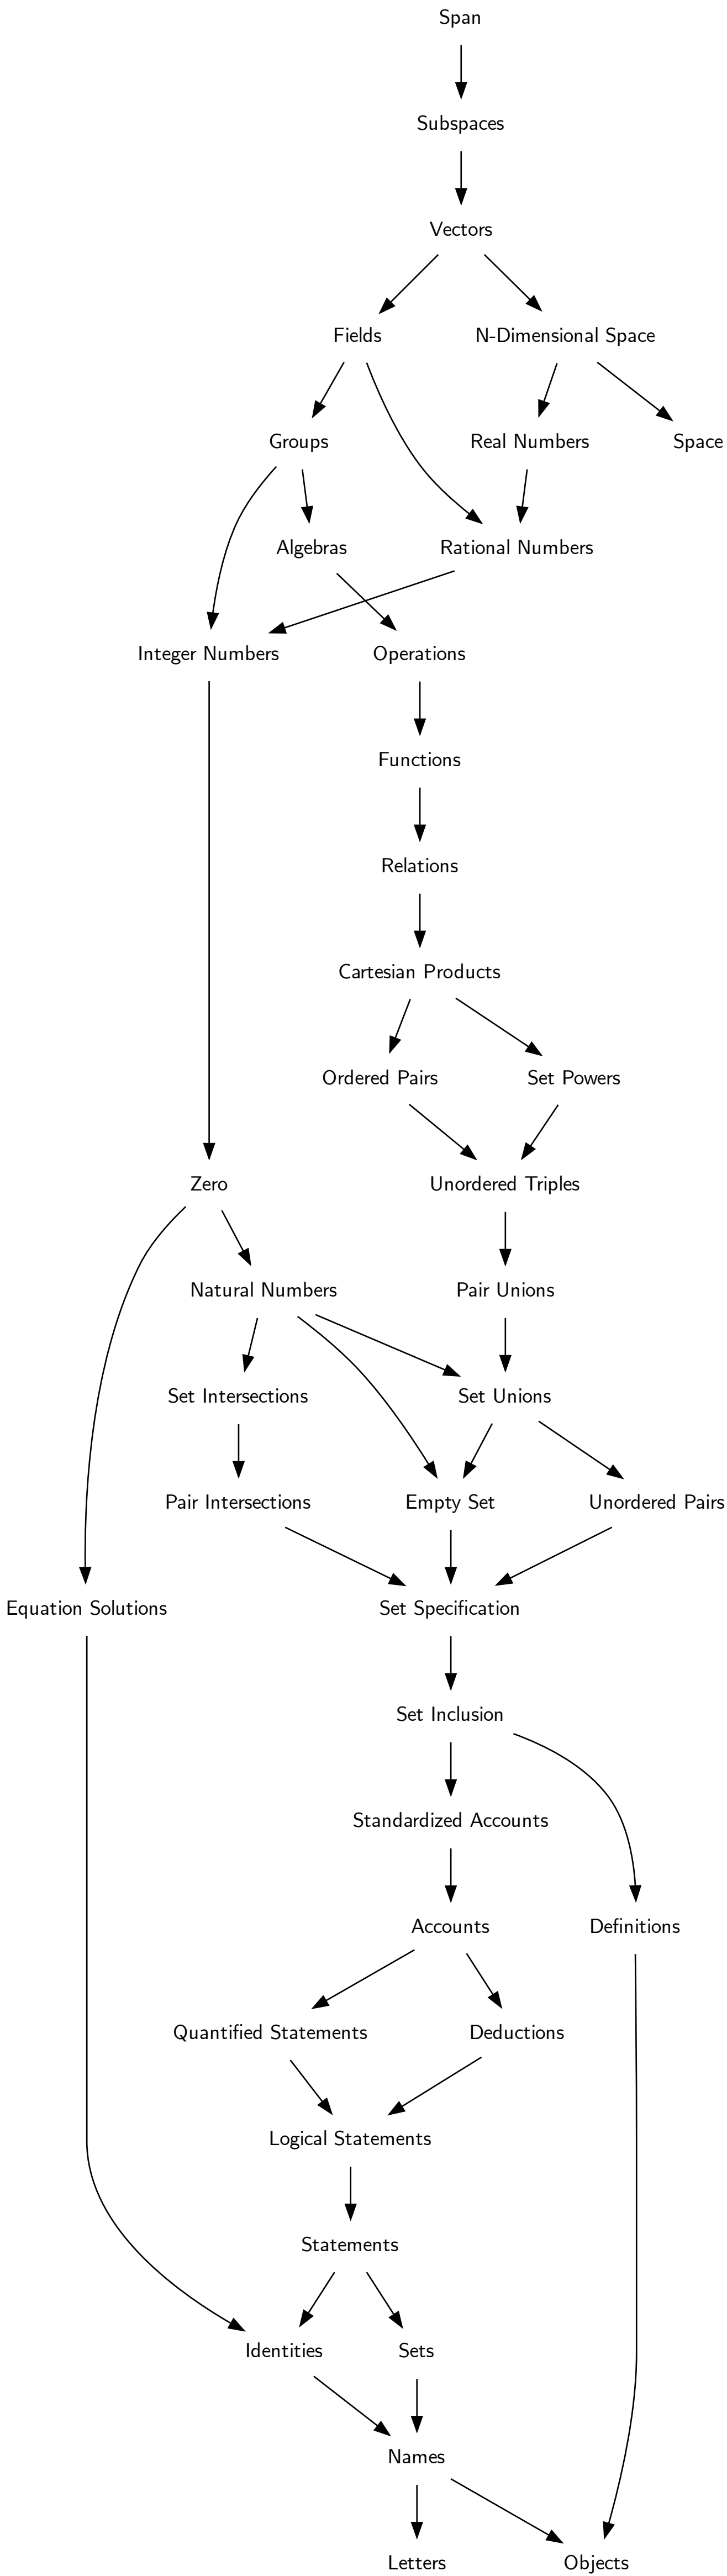 Span
Subspaces
Vectors
Fields
N-Dimensional Space
Groups
Real Numbers
Space
Algebras
Rational Numbers
Integer Numbers
Operations
Functions
Relations
Cartesian Products
Ordered Pairs
Set Powers
Zero
Unordered Triples
Natural Numbers
Pair Unions
Set Intersections
Set Unions
Pair Intersections
Empty Set
Unordered Pairs
Equation Solutions
Set Specification
Set Inclusion
Standardized Accounts
Accounts
Definitions
Quantified Statements
Deductions
Logical Statements
Statements
Identities
Sets
Names
Letters
Objects